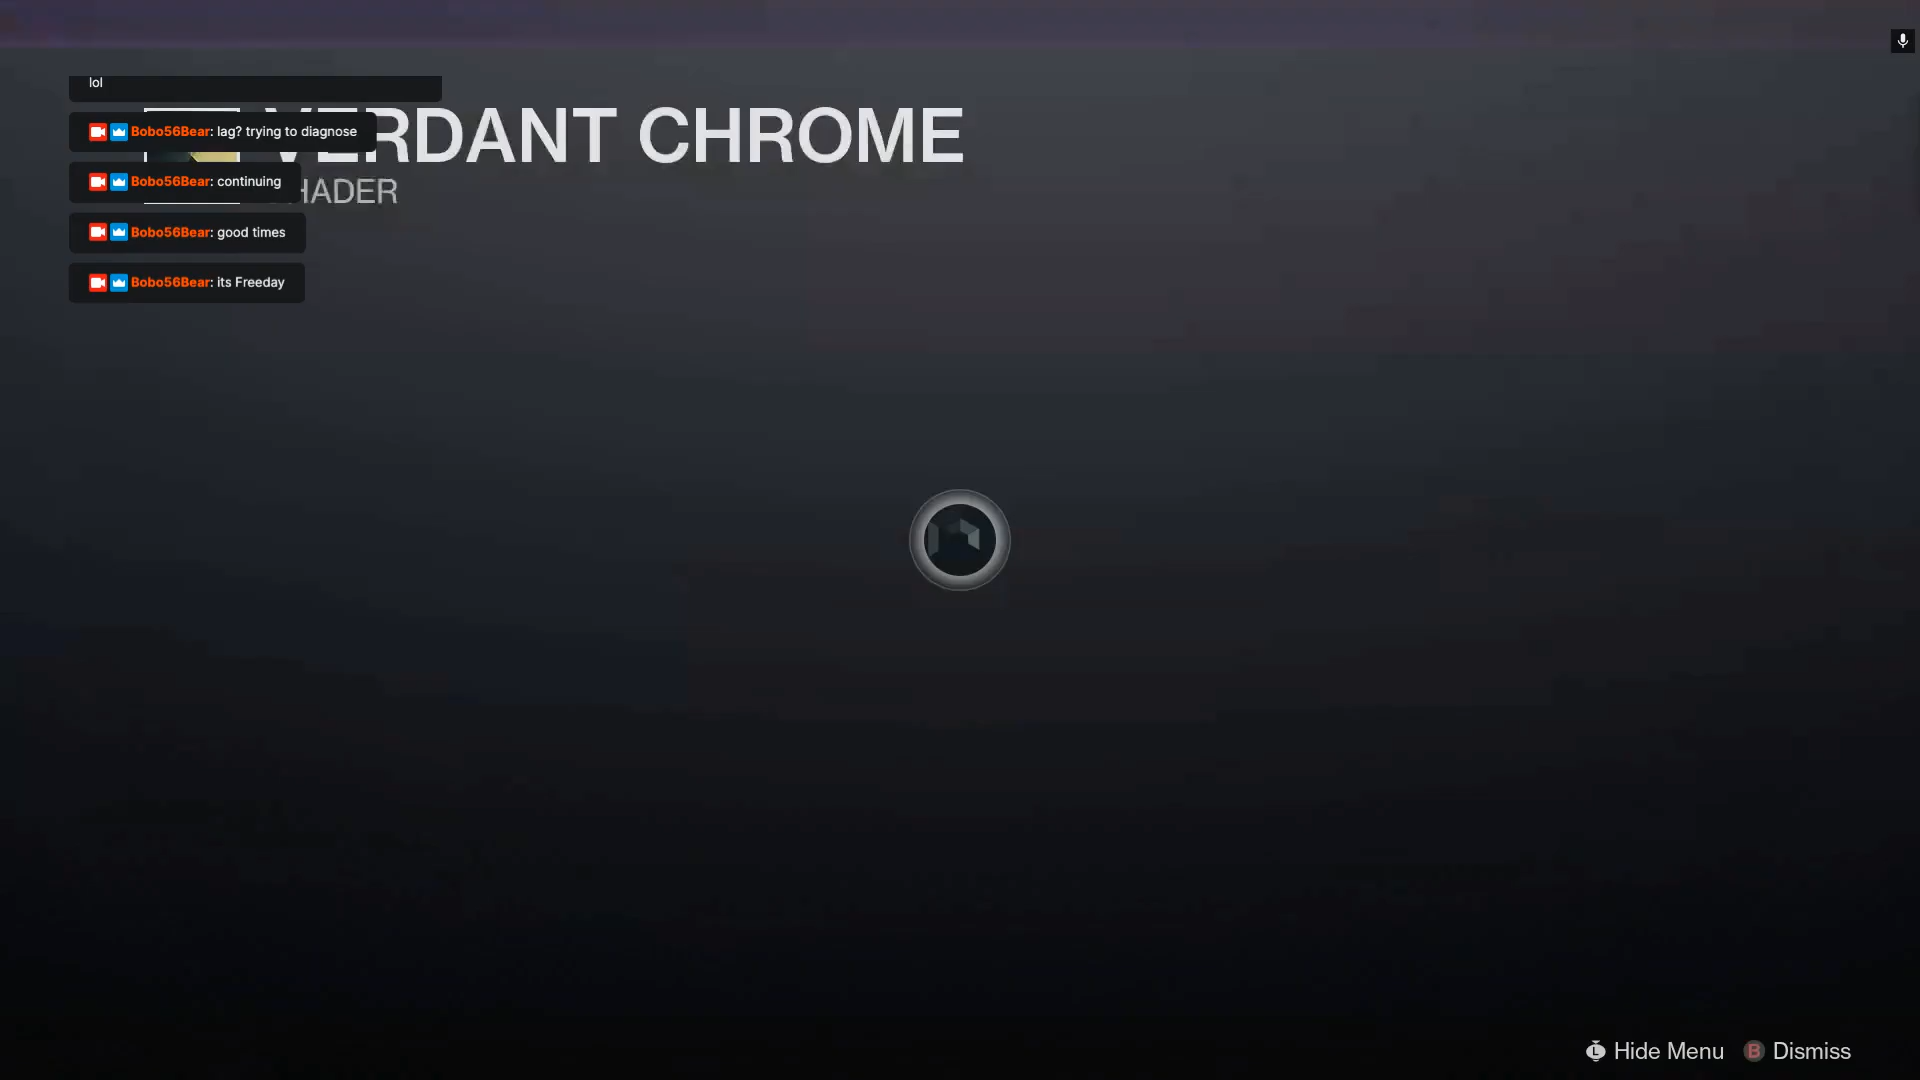 lol
VERDANT CHROME
Bobo56Bear: lag? trying to diagnose
Bobo56Bear: continuing
HADER
Bobo56Bear: good times
Bobo56Bear: its Freeday
L Hide Menu B Dismiss